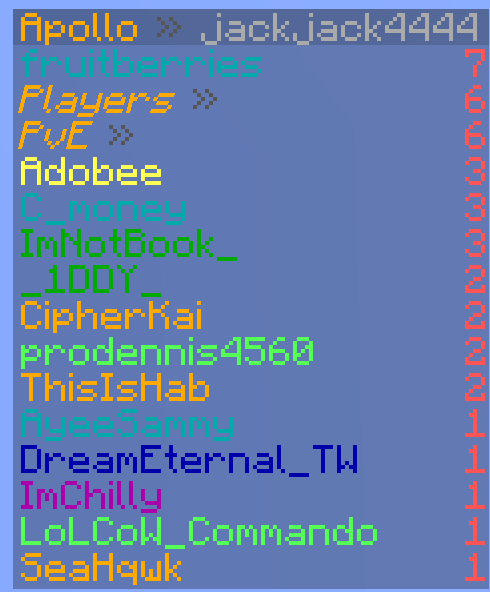 Apollo » jackjack4444
fruitberries 7
Players » 6
PvE » 6
Adobee 3
C_money 3
ImNotBook_ 3
_1DDY_ 2
CipherKai 2
prodennis4560 2
ThisIsHab 2
AyeeSammy 1
DreamEternal_TW 1
ImChilly 1
LoLCoW_Commando 1
SeaHqwk 1